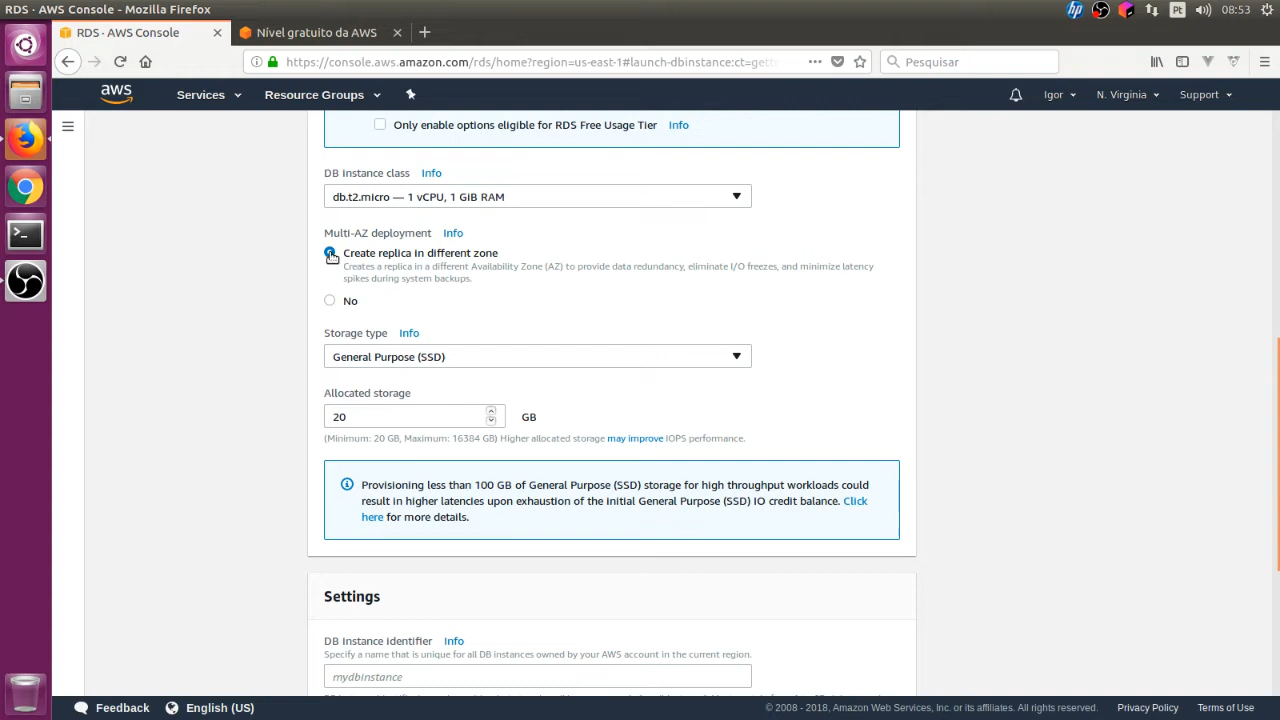 RDS - AWS Console - Mozilla Firefox
Pt
08:53
RDS · AWS Console
Nível gratuito da AWS
https://console.aws.amazon.com/rds/home?region=us-east-1#launch-dbinstance:ct=gett
Pesquisar
aws
Services
Resource Groups
Igor
N. Virginia
Support
Only enable options eligible for RDS Free Usage Tier Info
DB instance class Info
db.t2.micro — 1 vCPU, 1 GiB RAM
Multi-AZ deployment Info
Create replica in different zone
Creates a replica in a different Availability Zone (AZ) to provide data redundancy, eliminate I/O freezes, and minimize latency
spikes during system backups.
No
Storage type Info
General Purpose (SSD)
Allocated storage
20
GB
(Minimum: 20 GB, Maximum: 16384 GB) Higher allocated storage may improve IOPS performance.
Provisioning less than 100 GB of General Purpose (SSD) storage for high throughput workloads could
result in higher latencies upon exhaustion of the initial General Purpose (SSD) IO credit balance. Click
here for more details.
Settings
DB instance identifier Info
Specify a name that is unique for all DB instances owned by your AWS account in the current region.
mydbinstance
Feedback
English (US)
© 2008 - 2018, Amazon Web Services, Inc. or its affiliates. All rights reserved.
Privacy Policy
Terms of Use